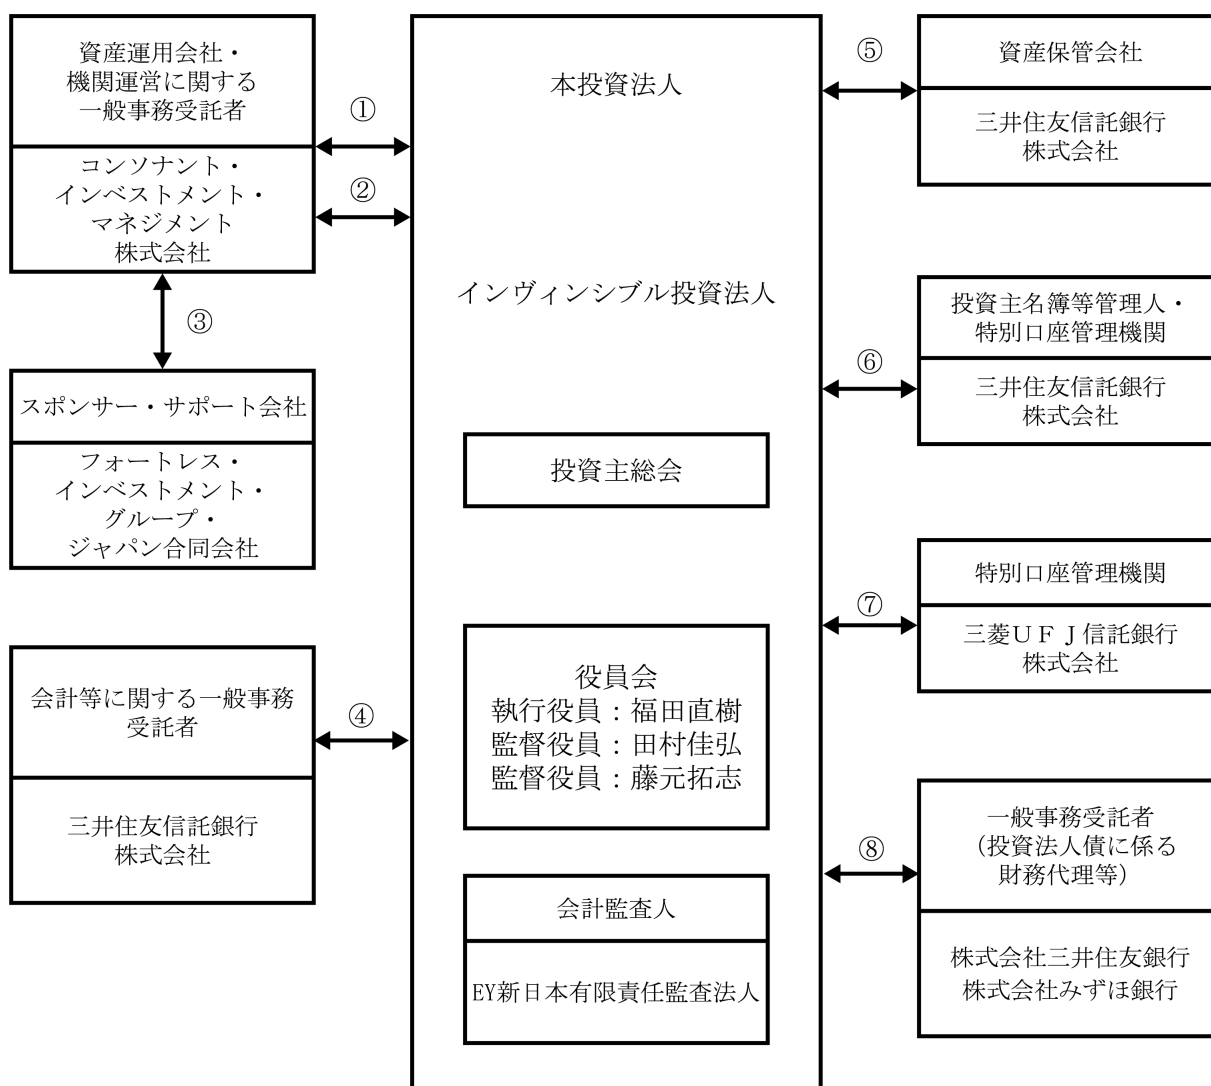 資産運用会社・
機関運営に関する
一般事務受託者
コンソナント・
インベストメント・
マネジメント
株式会社
①
②
③
スポンサー・サポート会社
フォートレス・
インベストメント・
グループ・
ジャパン合同会社
会計等に関する一般事務
受託者
三井住友信託銀行
株式会社
④
本投資法人
インヴィンシブル投資法人
投資主総会
役員会
執行役員：福田直樹
監督役員：田村佳弘
監督役員：藤元拓志
会計監査人
EY新日本有限責任監査法人
⑤
資産保管会社
三井住友信託銀行
株式会社
⑥
投資主名簿等管理人・
特別口座管理機関
三井住友信託銀行
株式会社
⑦
特別口座管理機関
三菱ＵＦＪ信託銀行
株式会社
⑧
一般事務受託者
（投資法人債に係る
財務代理等）
株式会社三井住友銀行
株式会社みずほ銀行